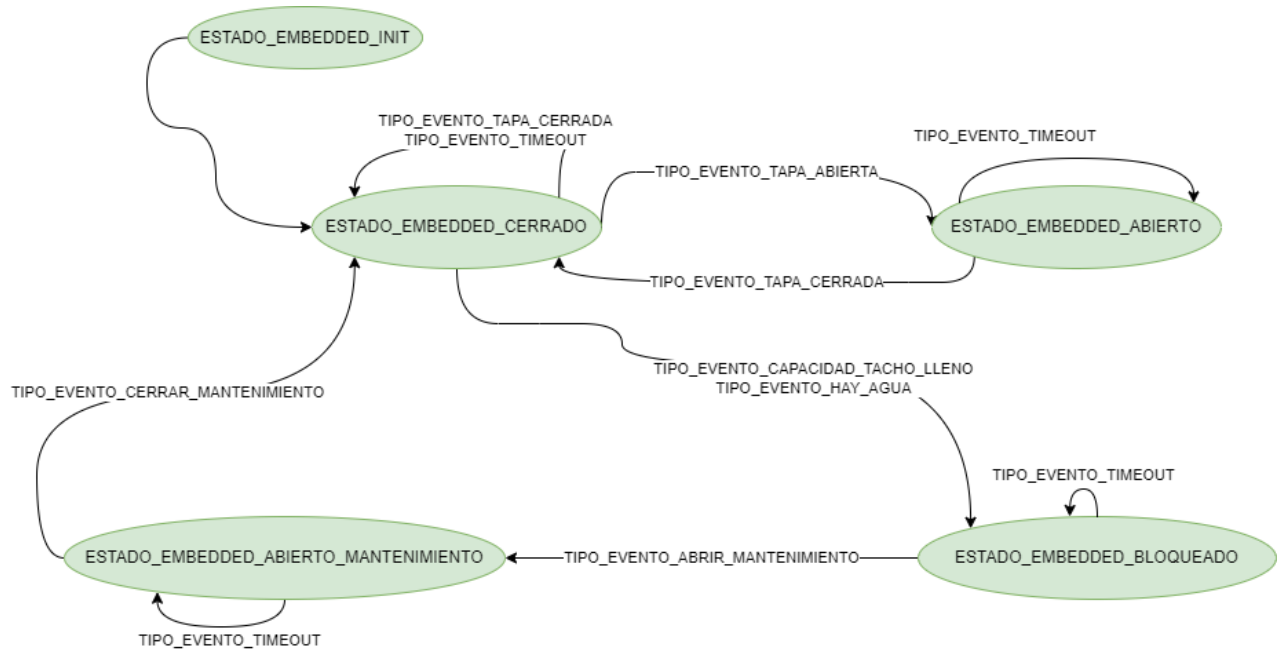 ESTADO_EMBEDDED_INIT
TIPO_EVENTO_TAPA_CERRADA
TIPO_EVENTO_TIMEOUT
TIPO_EVENTO_TIMEOUT
TIPO_EVENTO_TAPA_ABIERTA
ESTADO_EMBEDDED_CERRADO
ESTADO_EMBEDDED_ABIERTO
TIPO_EVENTO_TAPA_CERRADA
TIPO_EVENTO_CAPACIDAD_TACHO_LLENO
TIPO_EVENTO_HAY_AGUA
TIPO_EVENTO_CERRAR_MANTENIMIENTO
TIPO_EVENTO_TIMEOUT
ESTADO_EMBEDDED_ABIERTO_MANTENIMIENTO
TIPO_EVENTO_ABRIR_MANTENIMIENTO
ESTADO_EMBEDDED_BLOQUEADO
TIPO_EVENTO_TIMEOUT